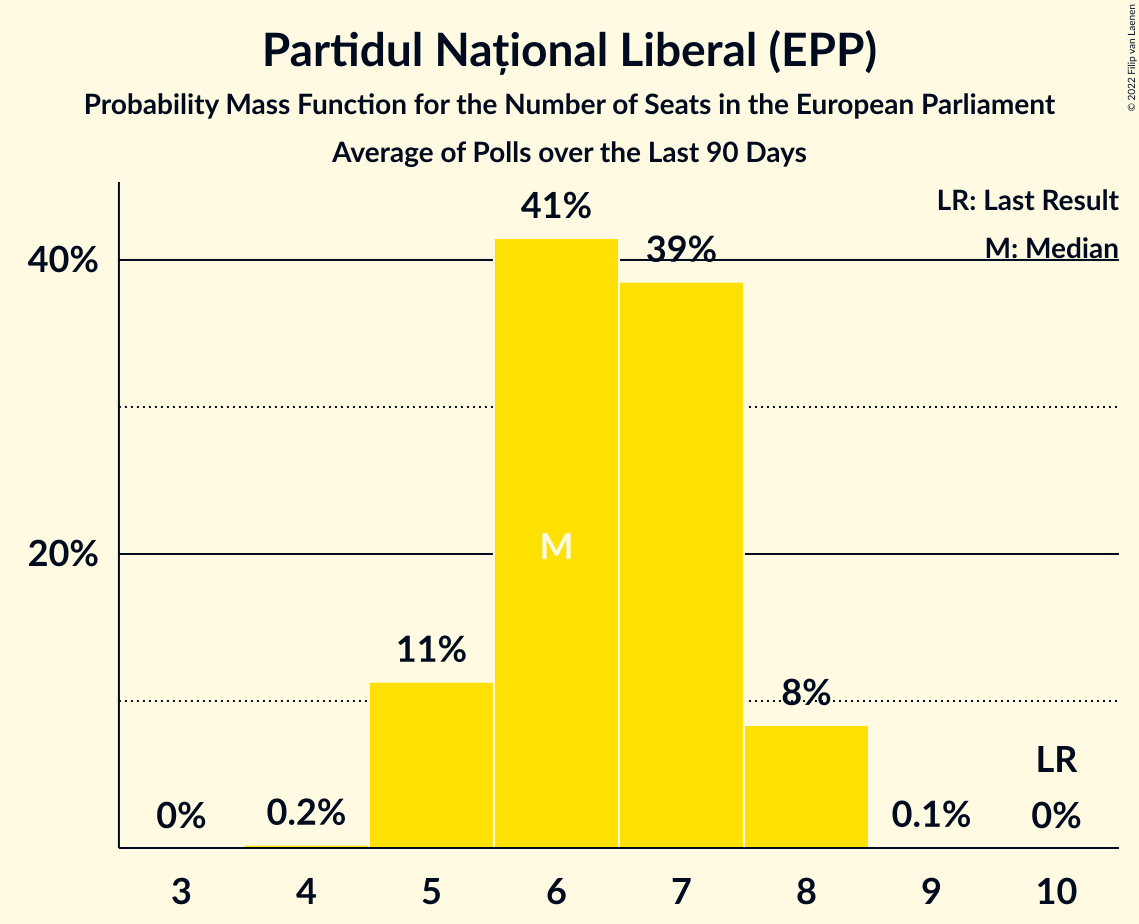 Partidul Național Liberal (EPP)
Probability Mass Function for the Number of Seats in the European Parliament
Average of Polls over the Last 90 Days
© 2022 Filip van Laenen
LR: Last Result
M: Median
41%
39%
40%
M
20%
11%
8%
LR
0%
0.2%
0.1%
0%
3
4
5
6
7
8
9
10